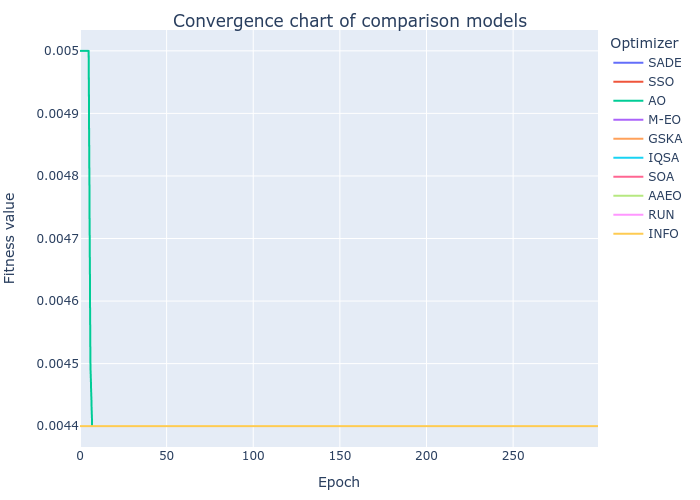 Convergence chart of comparison models
Fitness value
0.005
0.0049
0.0048
0.0047
0.0046
0.0045
0.0044
0
50
100
150
200
250
Epoch
Optimizer
SADE
SSO
AO
M-EO
GSKA
IQSA
SOA
AAEO
RUN
INFO